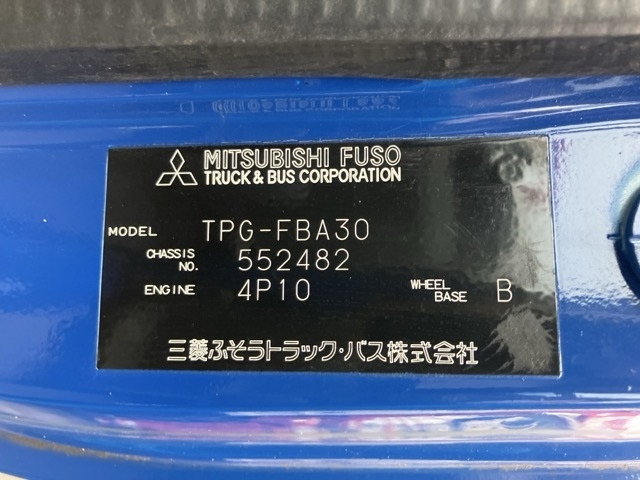 MITSUBISHI FUSO
TRUCK & BUS CORPORATION
MODEL TPG-FBA30
CHASSIS NO. 552482
ENGINE 4P10 WHEEL BASE B
三菱ふそうトラック・バス株式会社